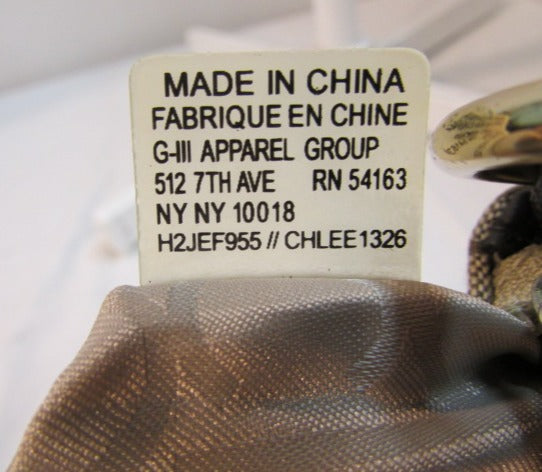 MADE IN CHINA
FABRIQUE EN CHINE
G-III APPAREL GROUP
512 7TH AVE RN 54163
NY NY 10018
H2JEF955 // CHLEE1326